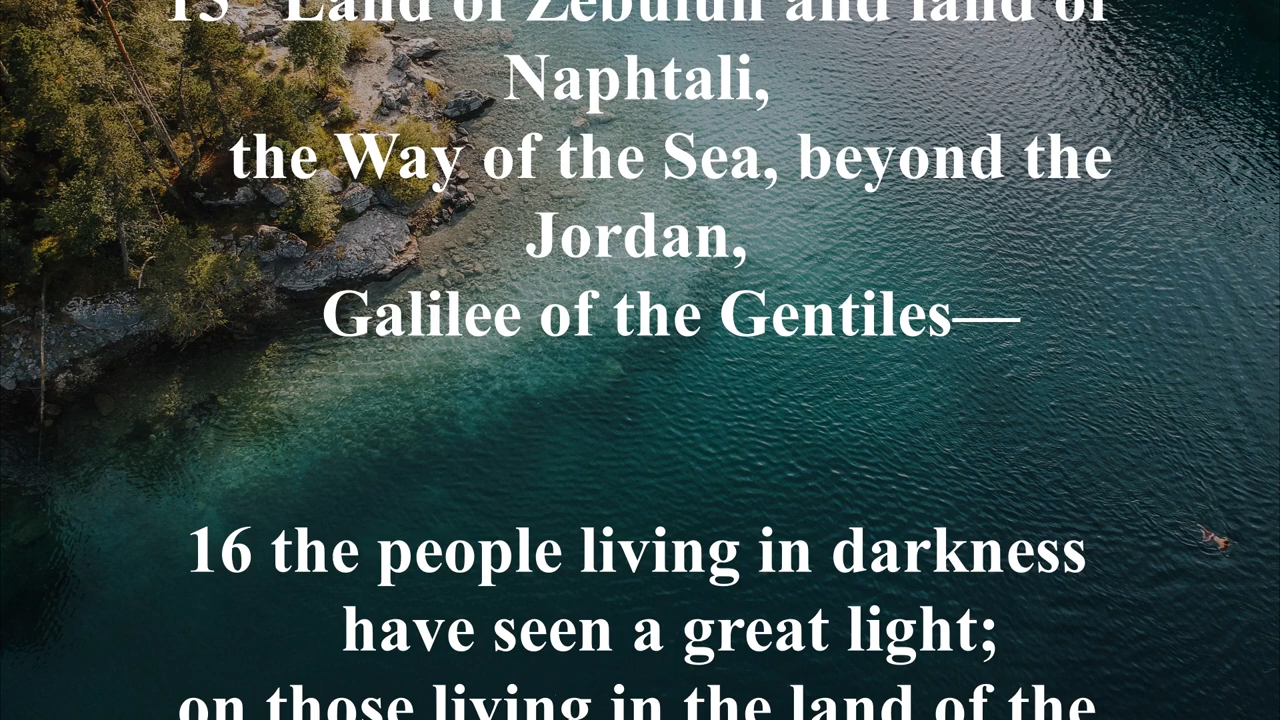 15 “Land of Zebulun and land of
Naphtali,
the Way of the Sea, beyond the
Jordan,
Galilee of the Gentiles—
16 the people living in darkness
have seen a great light;
on those living in the land of the